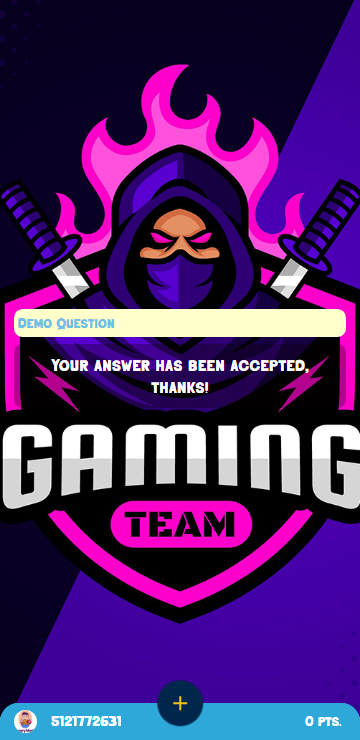 Demo Question
Your answer has been accepted,
thanks!
GAMING
TEAM
5121772631
0 pts.